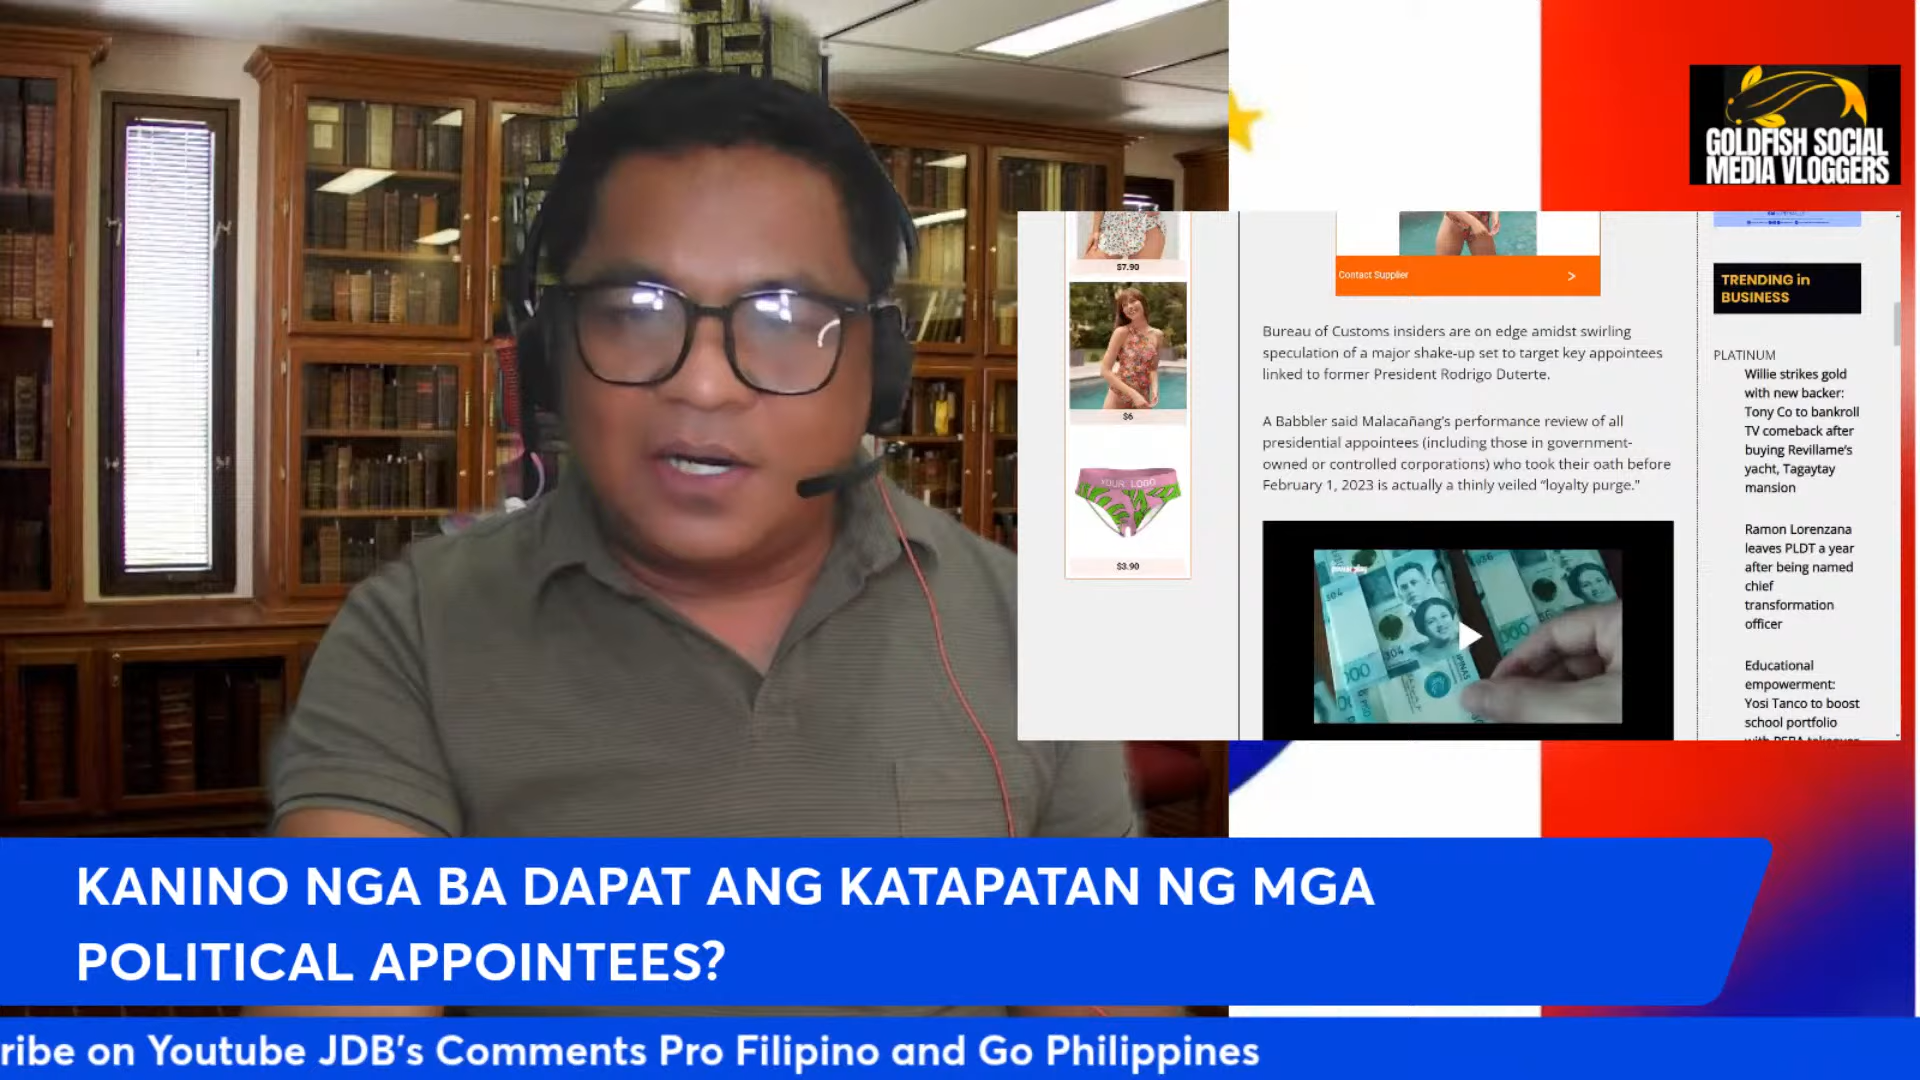 GOLDFISH SOCIAL
MEDIA VLOGGERS
$7.90
$6
YOUR LOGO
$3.90
Contact Supplier
>
Bureau of Customs insiders are on edge amidst swirling
speculation of a major shake-up set to target key appointees
linked to former President Rodrigo Duterte.
A Babbler said Malacañang's performance review of all
presidential appointees (including those in government-
owned or controlled corporations) who took their oath before
February 1, 2023 is actually a thinly veiled “loyalty purge.”
TRENDING in
BUSINESS
PLATINUM
Willie strikes gold
with new backer:
Tony Co to bankroll
TV comeback after
buying Revillame's
yacht, Tagaytay
mansion
Ramon Lorenzana
leaves PLDT a year
after being named
chief
transformation
officer
Educational
empowerment:
Yosi Tanco to boost
school portfolio
KANINO NGA BA DAPAT ANG KATAPATAN NG MGA
POLITICAL APPOINTEES?
ribe on Youtube JDB's Comments Pro Filipino and Go Philippines